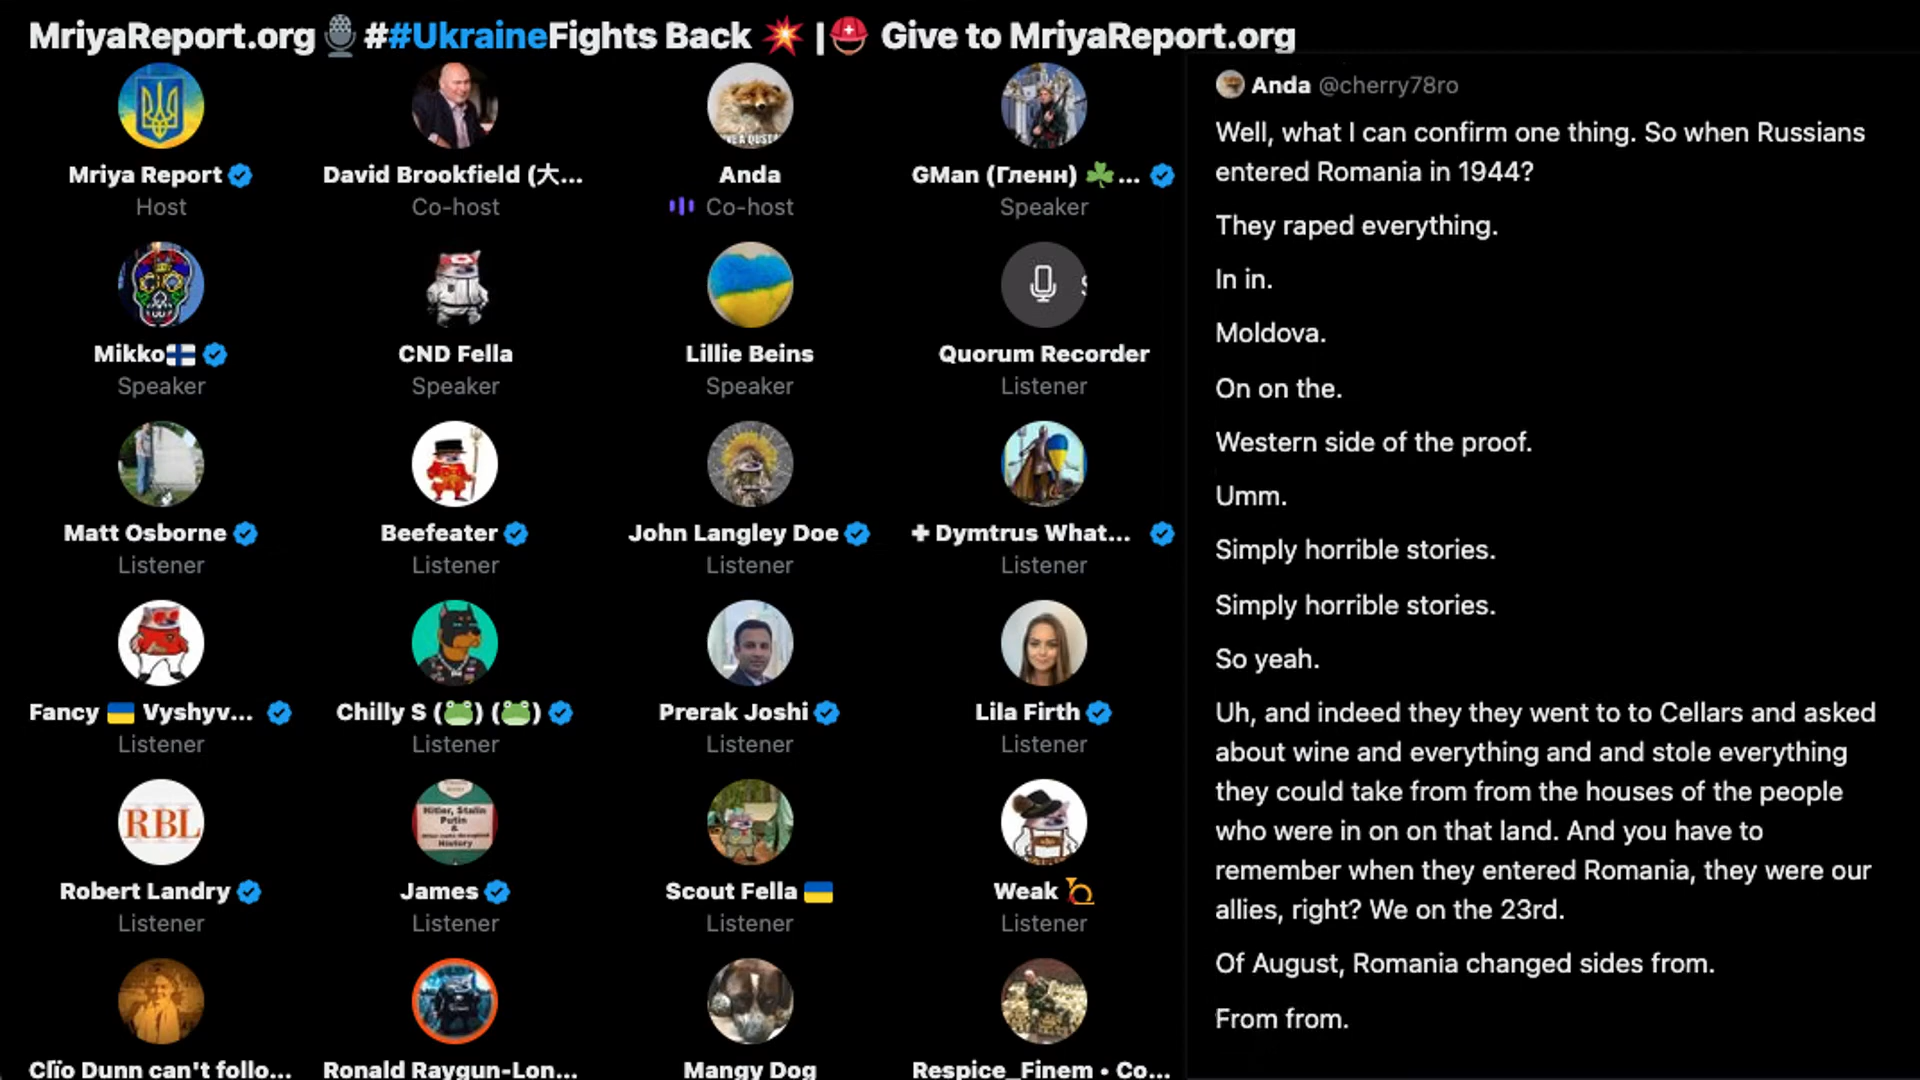 MriyaReport.org🎙️##UkraineFights Back 💥 |⛑️ Give to MriyaReport.org
Mriya Report
Host
David Brookfield (大...
Co-host
Anda
Co-host
GMan (Гленн) ☘️...
Speaker
Mikko🇫🇮
Speaker
CND Fella
Speaker
Lillie Beins
Speaker
Quorum Recorder
Listener
Matt Osborne
Listener
Beefeater
Listener
John Langley Doe
Listener
✚ Dymtrus What...
Listener
Fancy 🇺🇦 Vyshyv...
Listener
Chilly S (🐸) (🐸)
Listener
Prerak Joshi
Listener
Lila Firth
Listener
RBL
Robert Landry
Listener
Hitler, Stalin
Putin
&
History
James
Listener
Scout Fella 🇺🇦
Listener
Weak 📯
Listener
Clïo Dunn can't follo...
Ronald Raygun-Lon...
Mangy Dog
Respice_Finem • Co...
Anda @cherry78ro
Well, what I can confirm one thing. So when Russians
entered Romania in 1944?
They raped everything.
In in.
Moldova.
On on the.
Western side of the proof.
Umm.
Simply horrible stories.
Simply horrible stories.
So yeah.
Uh, and indeed they they went to to Cellars and asked
about wine and everything and and stole everything
they could take from from the houses of the people
who were in on on that land. And you have to
remember when they entered Romania, they were our
allies, right? We on the 23rd.
Of August, Romania changed sides from.
From from.